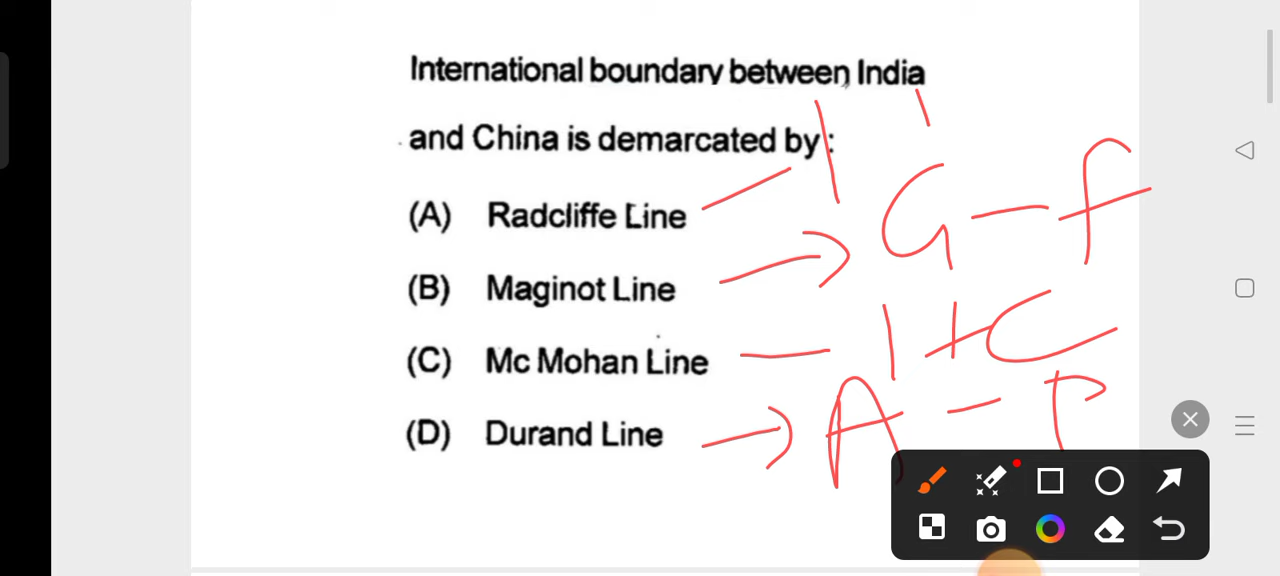 International boundary between India
and China is demarcated by:
(A) Radcliffe Line
(B) Maginot Line → G - f
(C) Mc Mohan Line - I + C
(D) Durand Line → A - P